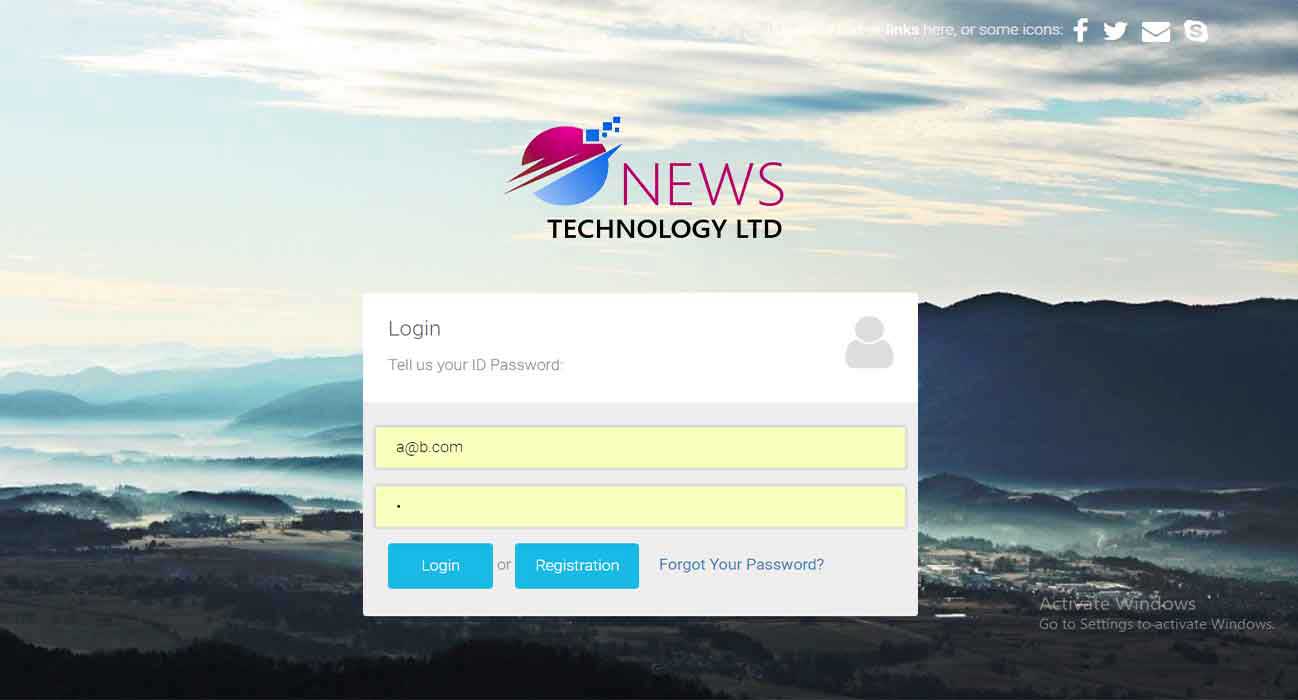 links here, or some icons:
NEWS
TECHNOLOGY LTD
Login
Tell us your ID Password:
a@b.com
Login or Registration Forgot Your Password?
Activate Windows
Go to Settings to activate Windows.